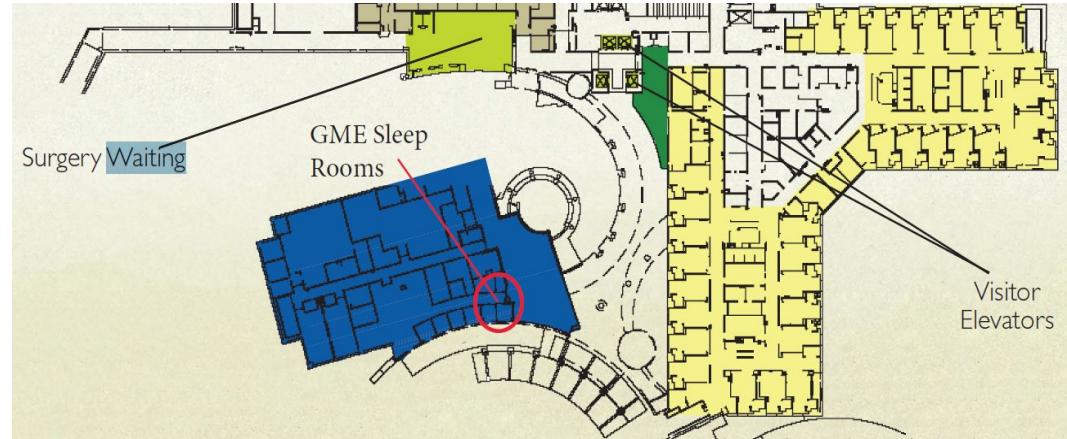 GME Sleep
Rooms
Surgery Waiting
Visitor
Elevators